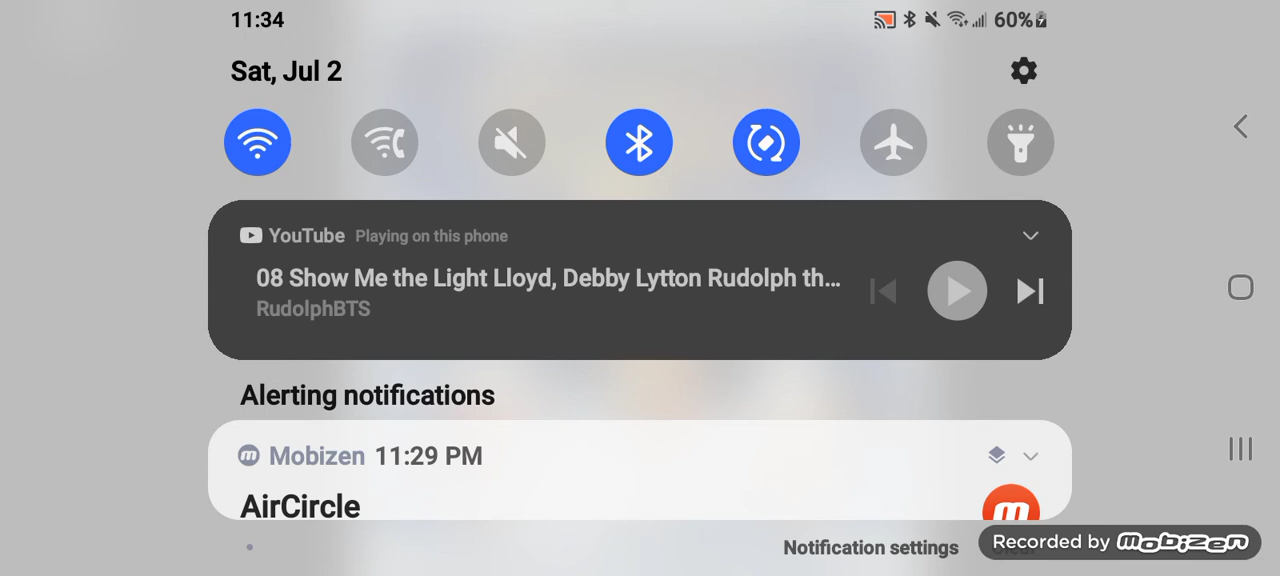 11:34
60%
Sat, Jul 2
YouTube Playing on this phone
08 Show Me the Light Lloyd, Debby Lytton Rudolph th...
RudolphBTS
Alerting notifications
Mobizen 11:29 PM
AirCircle
Notification settings
Recorded by mobizen